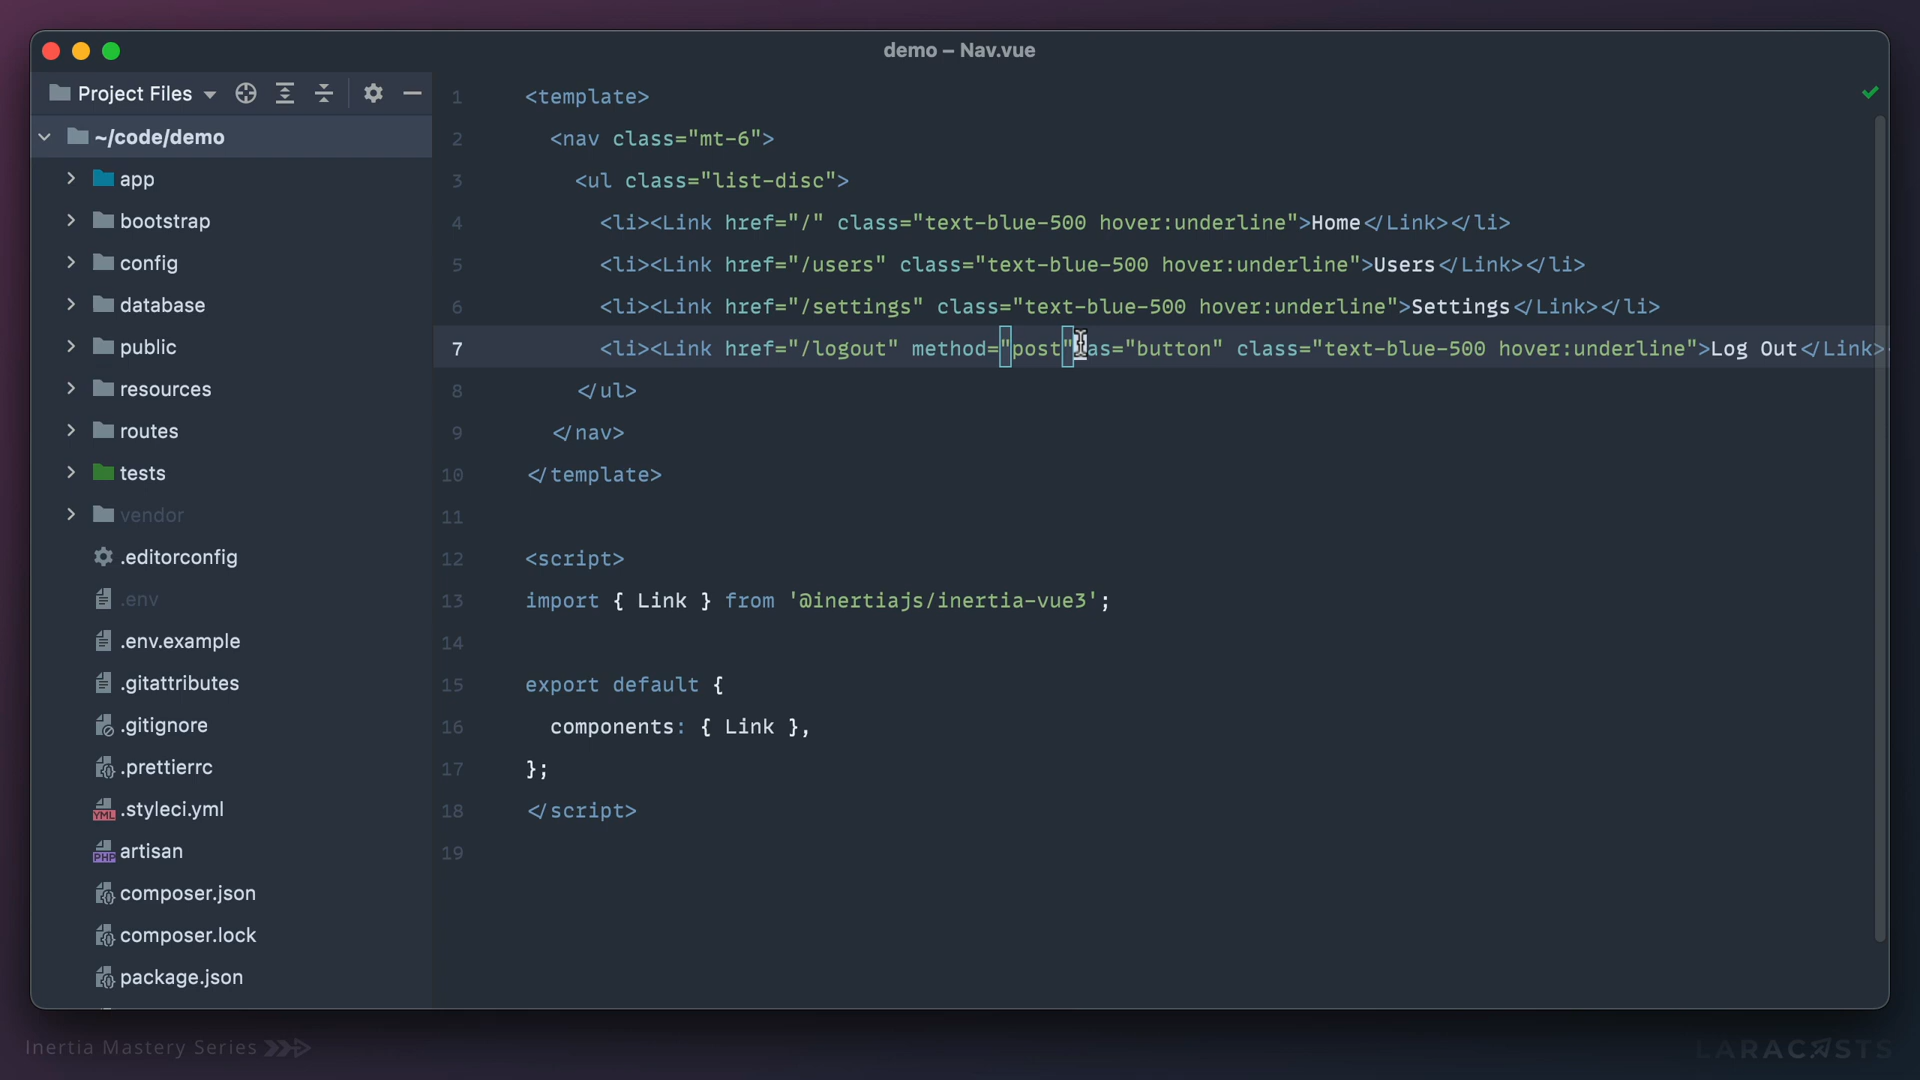 demo – Nav.vue
Project Files
~/code/demo
app
bootstrap
config
database
public
resources
routes
tests
vendor
.editorconfig
.env
.env.example
.gitattributes
.gitignore
.prettierrc
.styleci.yml
artisan
composer.json
composer.lock
package.json
1 <template>
2 <nav class="mt-6">
3 <ul class="list-disc">
4 <li><Link href="/" class="text-blue-500 hover:underline">Home</Link></li>
5 <li><Link href="/users" class="text-blue-500 hover:underline">Users</Link></li>
6 <li><Link href="/settings" class="text-blue-500 hover:underline">Settings</Link></li>
7 <li><Link href="/logout" method="post" as="button" class="text-blue-500 hover:underline">Log Out</Link>
8 </ul>
9 </nav>
10 </template>
11
12 <script>
13 import { Link } from '@inertiajs/inertia-vue3';
14
15 export default {
16 components: { Link },
17 };
18 </script>
19
Inertia Mastery Series
LARACASTS